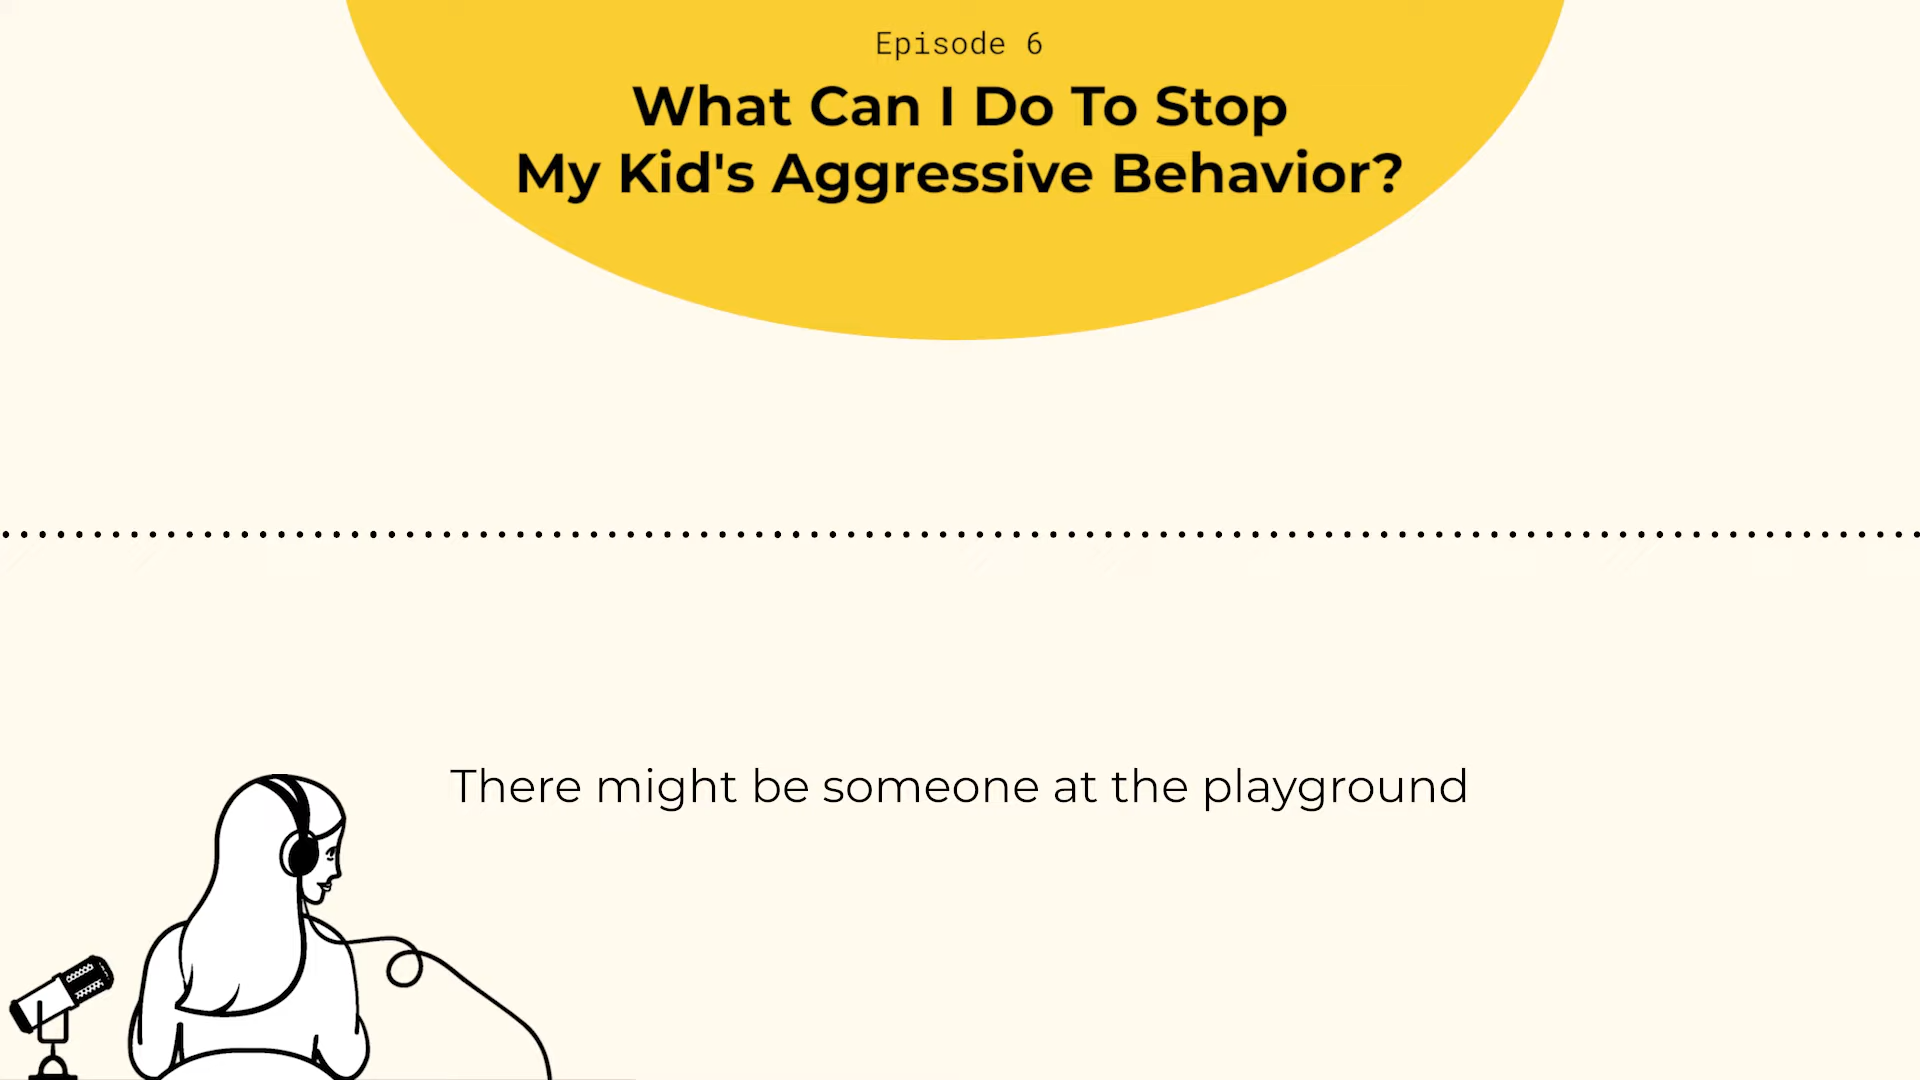 Episode 6
What Can I Do To Stop
My Kid's Aggressive Behavior?
There might be someone at the playground